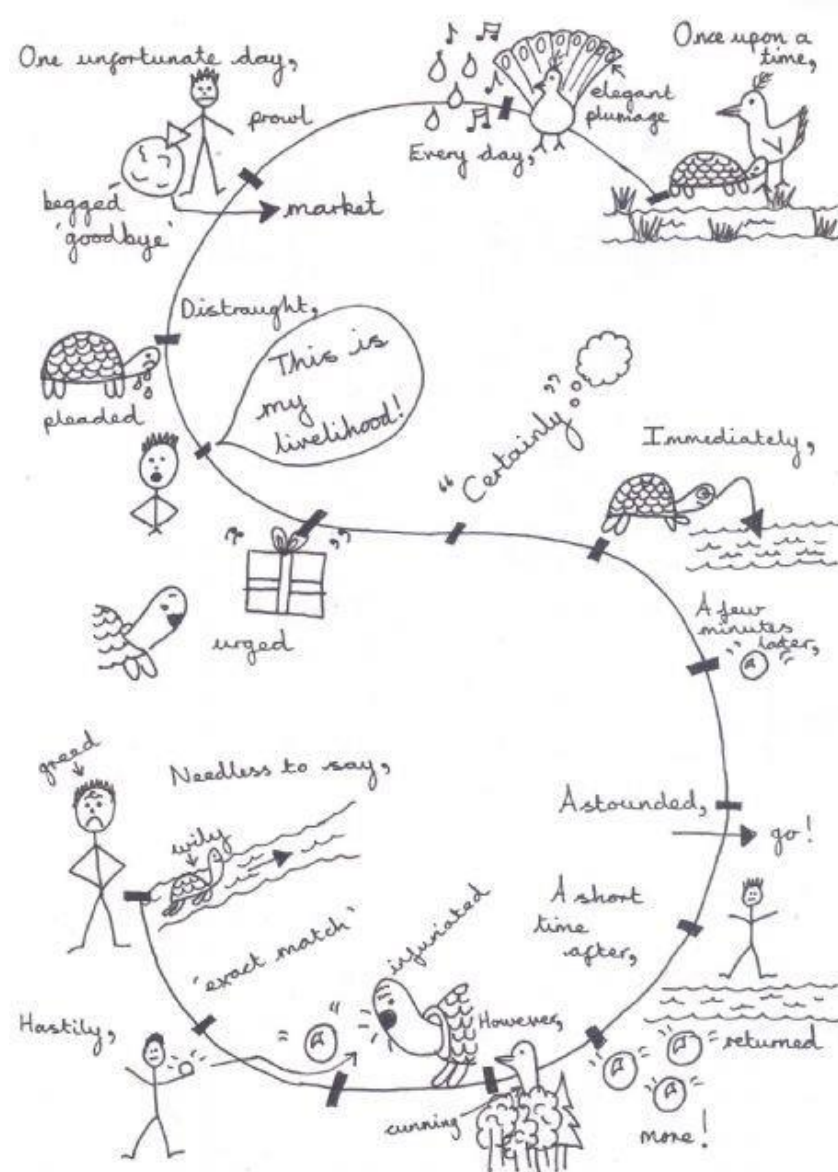 Once upon a
time,
elegant
plumage
Every day,
One unfortunate day,
prowl
begged
'goodbye'
market
Distraught,
pleaded
This is
my
livelihood!
urged
"Certainly"
Immediately,
A few
minutes
later,
Astounded,
go!
A short
time
after,
returned
more!
However,
cunning
infuriated
Hastily,
'exact match'
Needless to say,
wily
greed